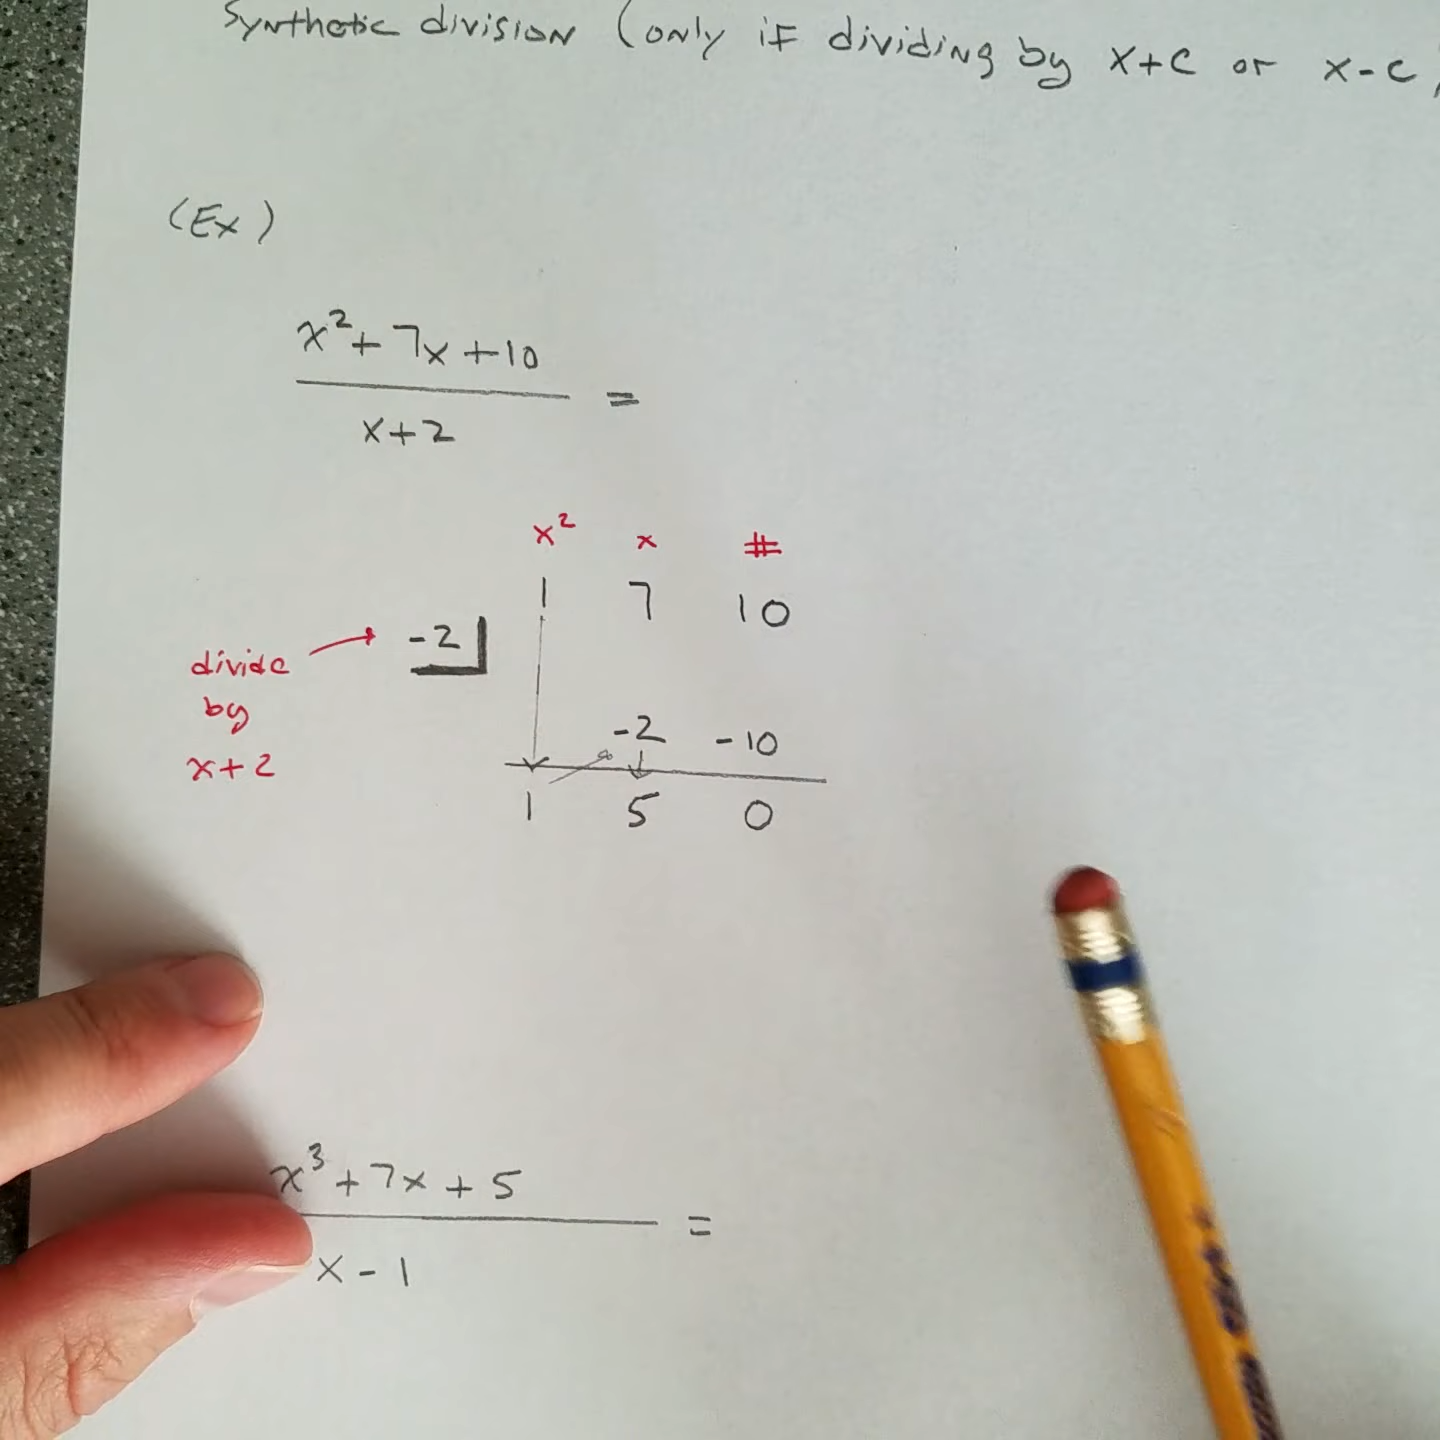 Synthetic division (only if dividing by x+c or x-c)
(Ex)
x²+7x+10
x+2
=
x² x #
1 7 10
-2
divide
by
x+2
-2 -10
1 5 0
x³+7x+5
x-1
=